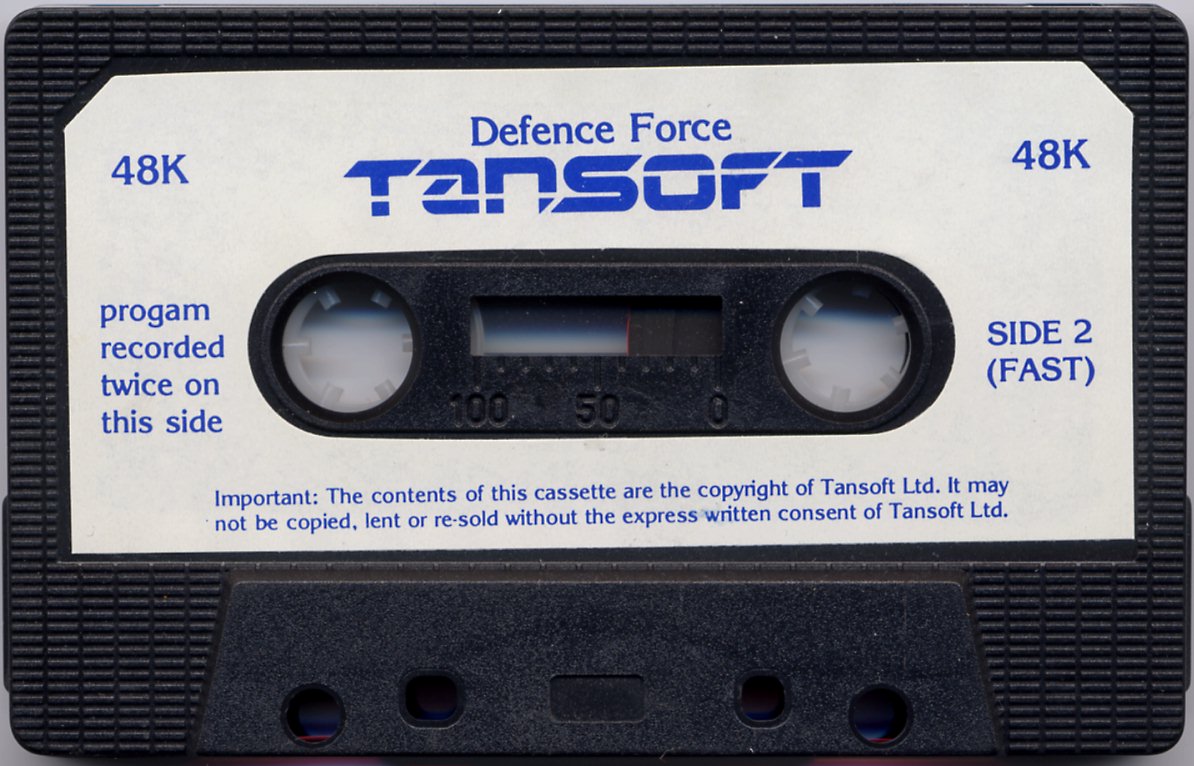 Defence Force
TANSOFT
48K
48K
progam
recorded
twice on
this side
SIDE 2
(FAST)
100 50 0
Important: The contents of this cassette are the copyright of Tansoft Ltd. It may
not be copied, lent or re-sold without the express written consent of Tansoft Ltd.